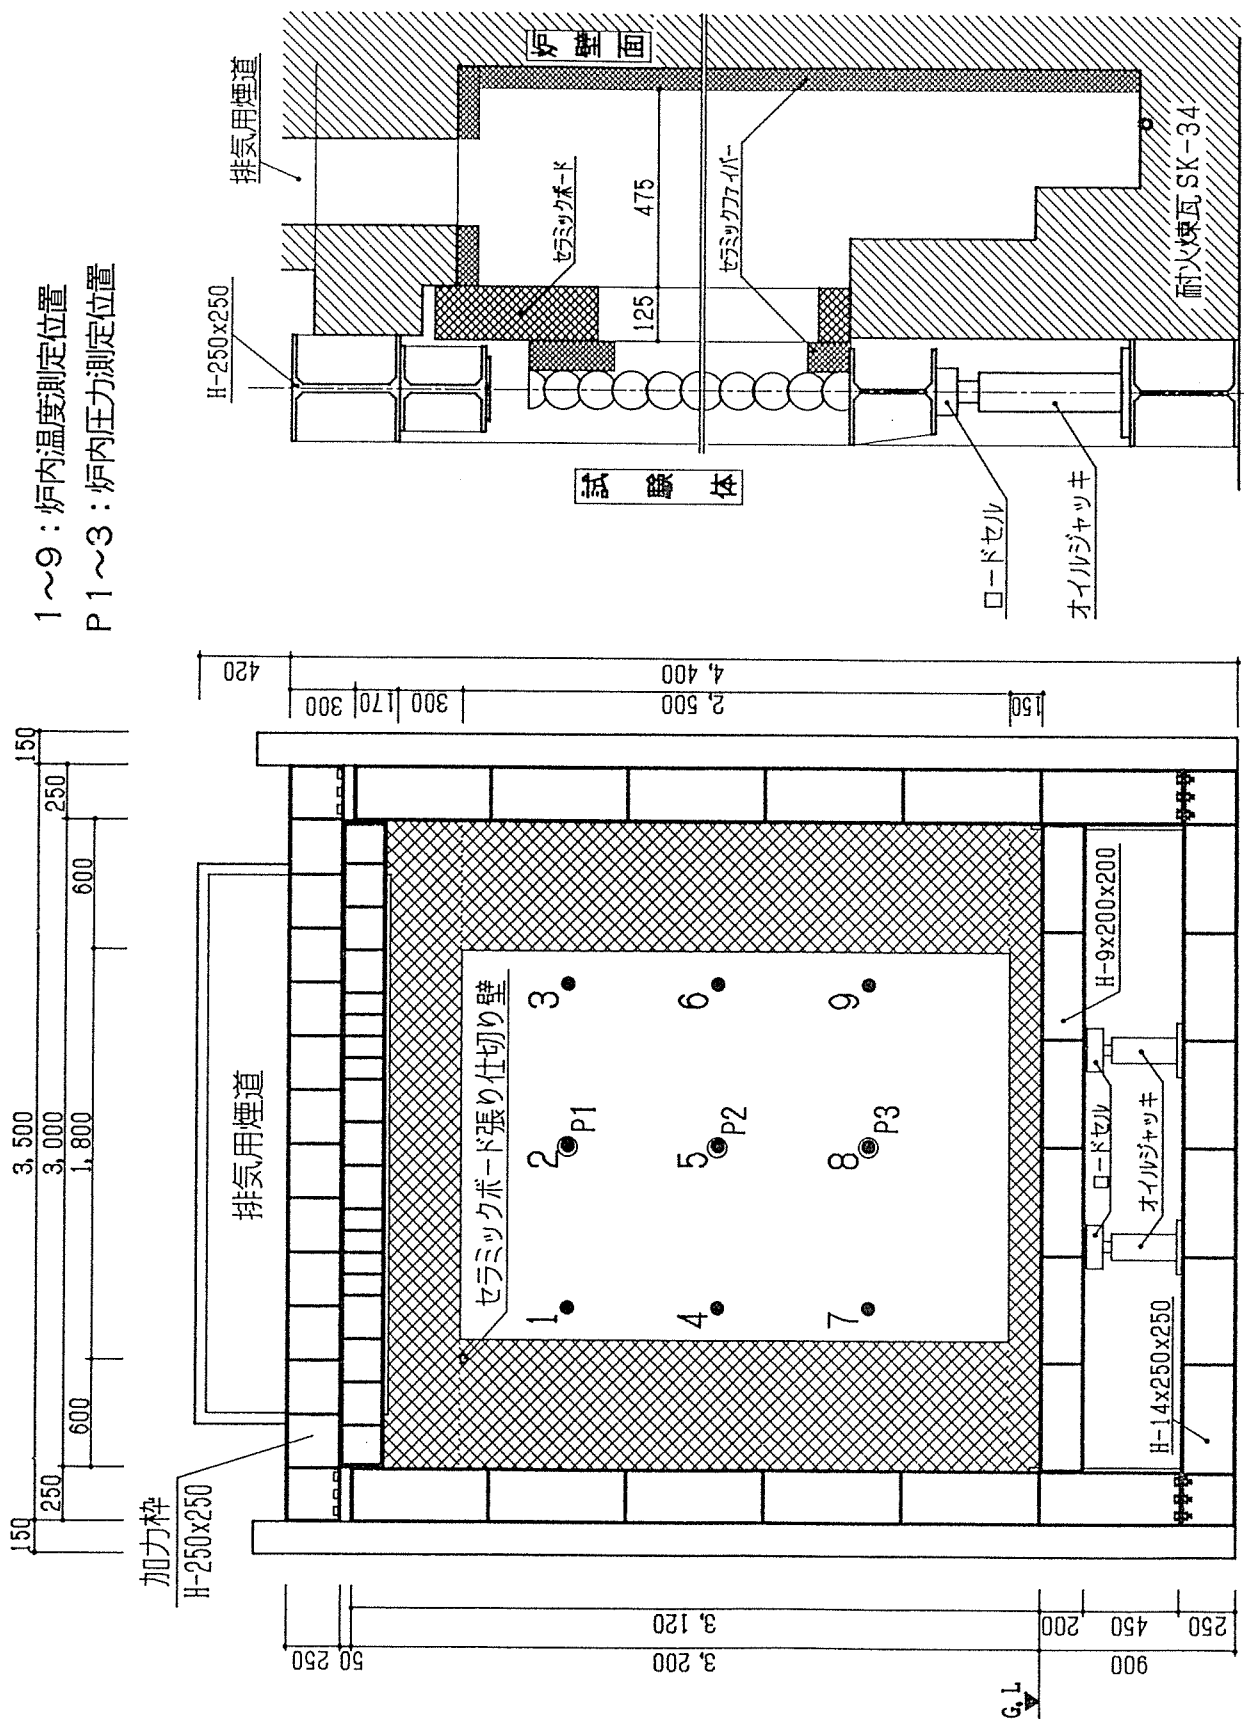 1～9：炉内温度測定位置
P1～3：炉内圧力測定位置
150
3,500
150
250
3,000
250
600
1,800
600
加力枠
H-250x250
排気用煙道
セラミックボード張り仕切り壁
1
2
3
P1
4
5
6
P2
7
8
9
P3
H-9x200x200
ロードセル
オイルジャッキ
H-14x250x250
420
300
170
300
2,500
150
4,400
250
50
3,120
3,200
200
450
250
900
G.L
排気用煙道
H-250x250
炉壁面
セラミックボード
475
125
セラミックファイバー
耐火煉瓦 SK-34
試験体
ロードセル
オイルジャッキ